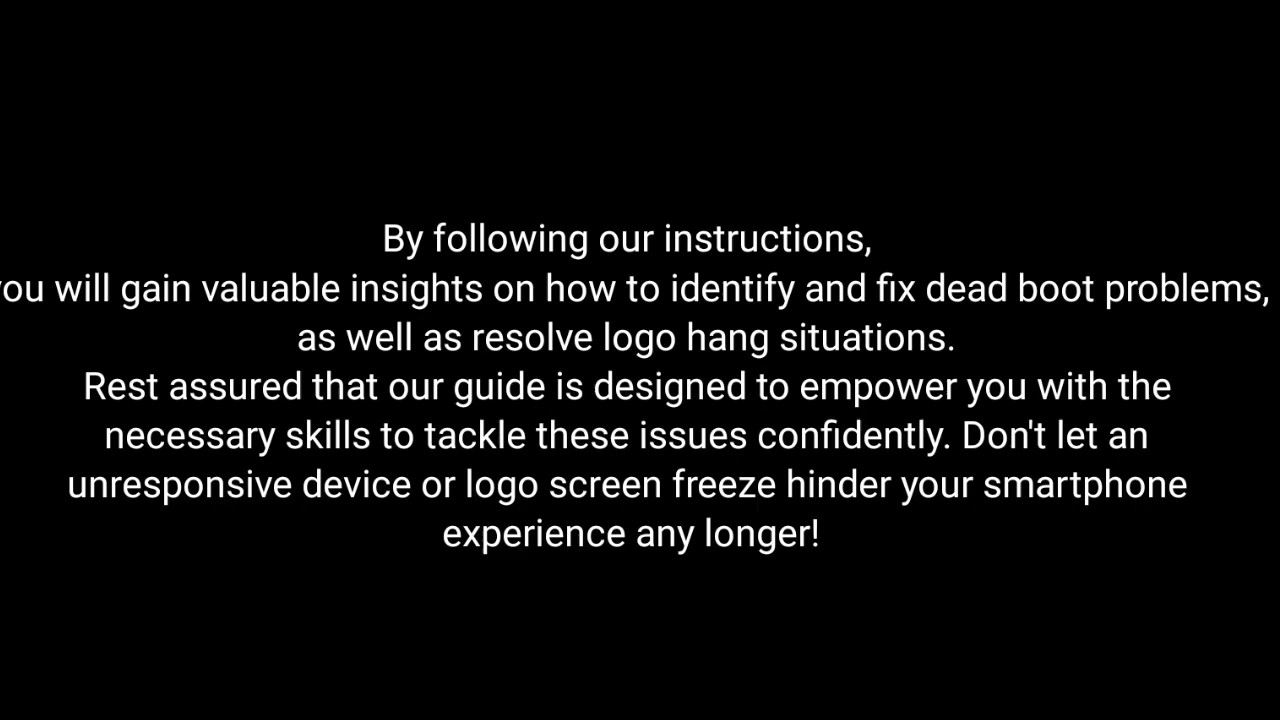 By following our instructions,
you will gain valuable insights on how to identify and fix dead boot problems,
as well as resolve logo hang situations.
Rest assured that our guide is designed to empower you with the
necessary skills to tackle these issues confidently. Don't let an
unresponsive device or logo screen freeze hinder your smartphone
experience any longer!